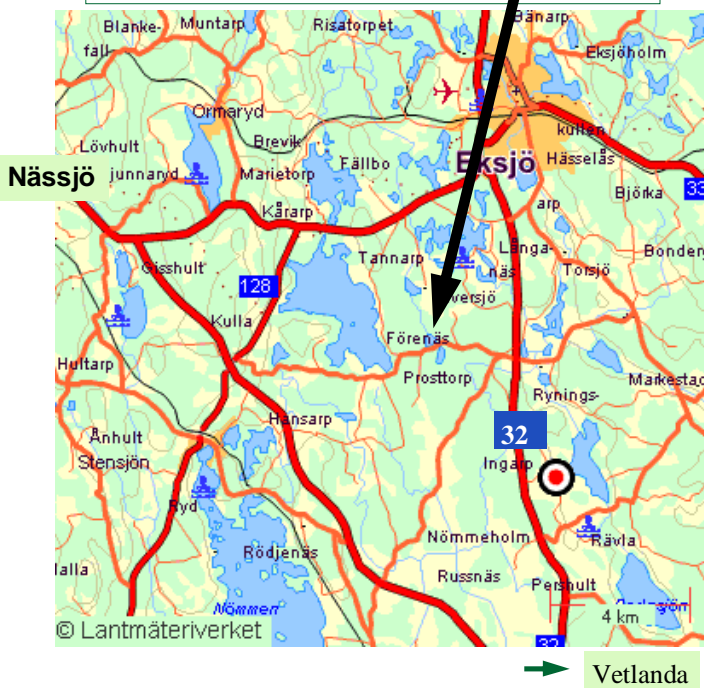 Blanke-
fall
Muntarp
Risatorpet
Bänarp
Eksjöholm
Ormaryd
Lövhult
Brevik
kullen
Nässjö
junnaryd
Marietorp
Fällbo
Eksjö
Hässelås
Björka
33
Kårarp
arp
Gisshult
Tannarp
Långa-
näs
Torsjö
Bonder
128
versjö
Kulla
Förenäs
Hultarp
Prosttorp
Rynings-
Markestad
Hansarp
32
Ånhult
Stensjön
Ingarp
Ryd
Rödjenäs
Nömmeholm
Rävla
lalla
Russnäs
Pershult
Nömmen
4 km
32
© Lantmäteriverket
Vetlanda